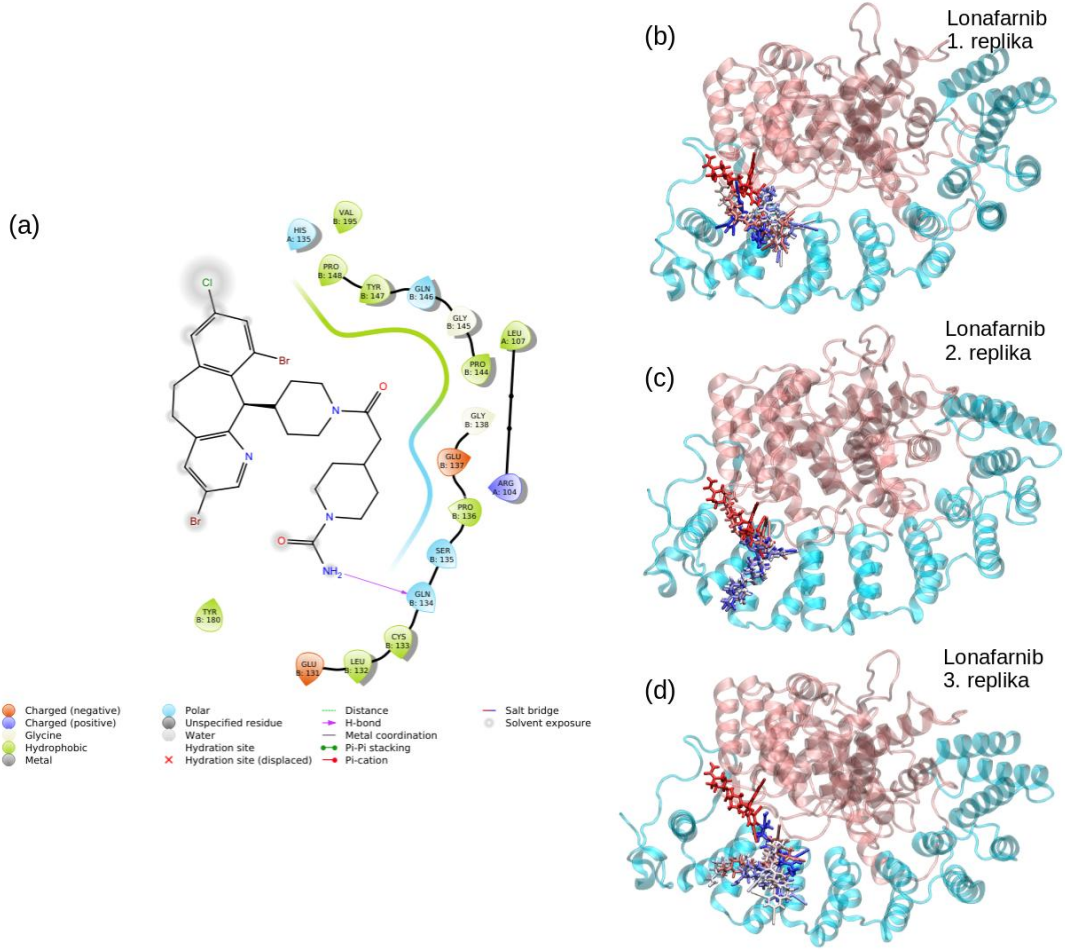 (a)
HIS
A: 135
VAL
B: 195
PRO
B: 148
TYR
B: 147
GLN
B: 146
GLY
B: 145
PRO
B: 144
LEU
A: 107
GLY
B: 138
GLU
B: 137
ARG
A: 104
PRO
B: 136
SER
B: 135
GLN
B: 134
CYS
B: 133
LEU
B: 132
GLU
B: 131
TYR
B: 180
Cl
Br
N
O
N
Br
N
O
NH2
Charged (negative)
Charged (positive)
Glycine
Hydrophobic
Metal
Polar
Unspecified residue
Water
Hydration site
Hydration site (displaced)
Distance
H-bond
Metal coordination
Pi-Pi stacking
Pi-cation
Salt bridge
Solvent exposure
(b)
Lonafarnib
1. replika
(c)
Lonafarnib
2. replika
(d)
Lonafarnib
3. replika